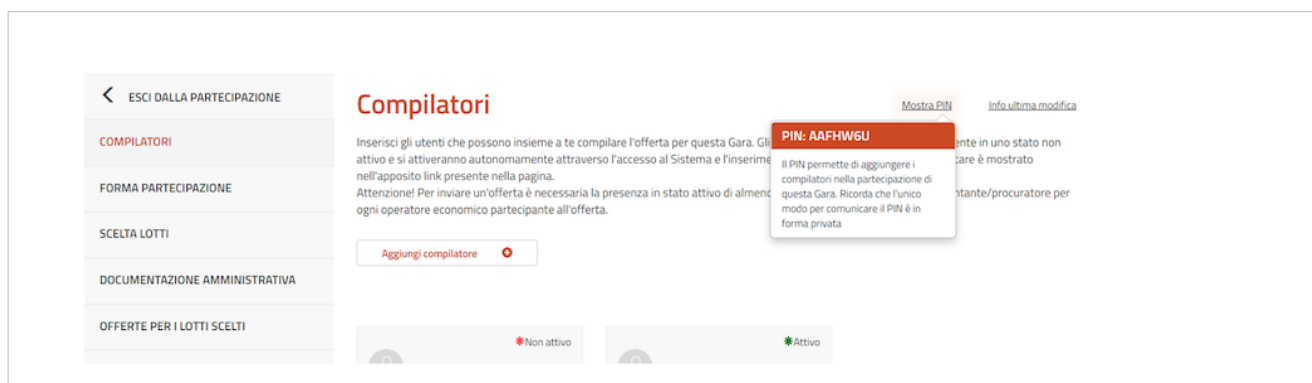 ESCI DALLA PARTECIPAZIONE
COMPILATORI
FORMA PARTECIPAZIONE
SCELTA LOTTI
DOCUMENTAZIONE AMMINISTRATIVA
OFFERTE PER I LOTTI SCELTI
Compilatori
Mostra PIN
Info ultima modifica
Inserisci gli utenti che possono insieme a te compilare l'offerta per questa Gara. Gli
ente in uno stato non
attivo e si attiveranno autonomamente attraverso l'accesso al Sistema e l'inserime
care è mostrato
nell'apposito link presente nella pagina.
Attenzione! Per inviare un'offerta è necessaria la presenza in stato attivo di almeno
ntante/procuratore per
ogni operatore economico partecipante all'offerta.
PIN: AAFHW6U
Il PIN permette di aggiungere i
compilatori nella partecipazione di
questa Gara. Ricorda che l'unico
modo per comunicare il PIN è in
forma privata
Aggiungi compilatore
Non attivo
Attivo